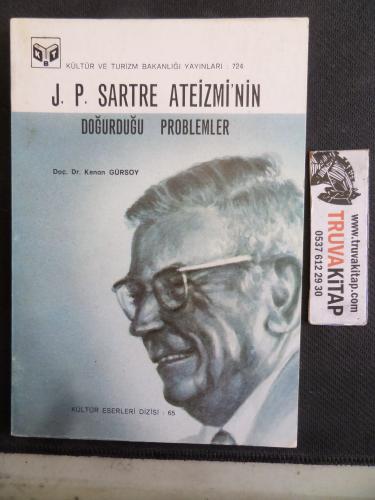 KÜLTÜR VE TURİZM BAKANLIĞI YAYINLARI : 724
J. P. SARTRE ATEİZMİ'NİN
DOĞURDUĞU PROBLEMLER
Doç. Dr. Kenan GÜRSOY
KÜLTÜR ESERLERİ DİZİSİ : 65
www.truvakitap.com
TRUVAKİTAP
0537 612 29 30